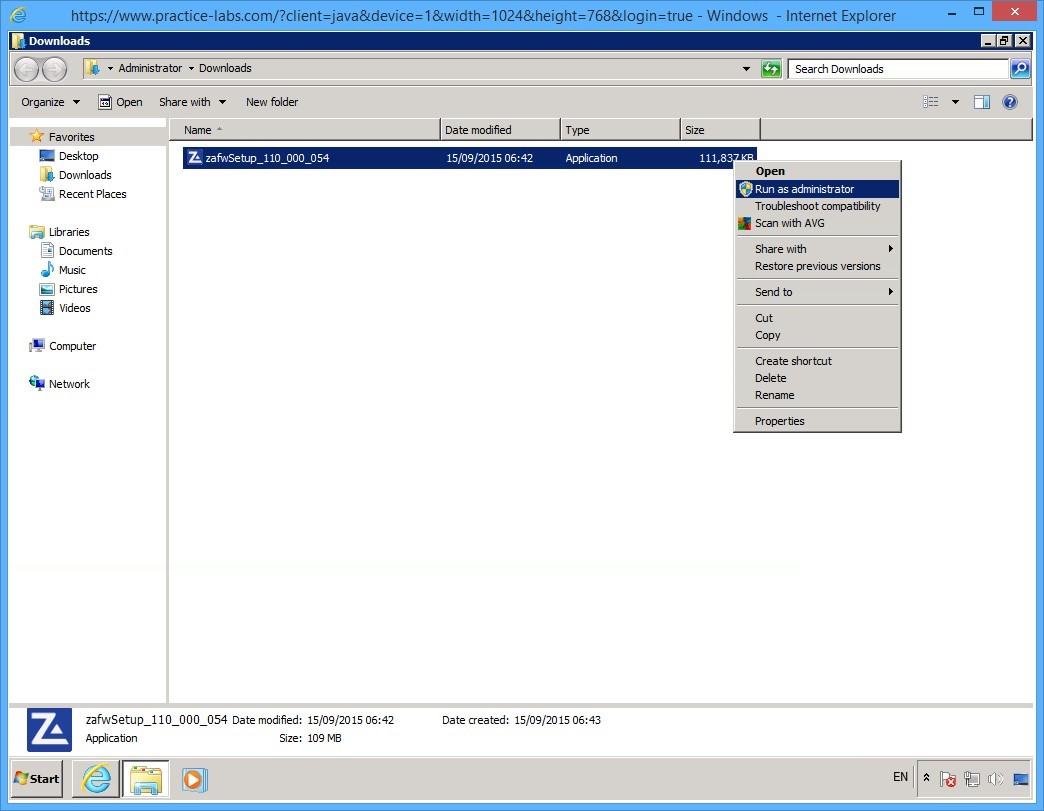 https://www.practice-labs.com/?client=java&device=1&width=1024&height=768&login=true - Windows - Internet Explorer
Downloads
Administrator Downloads
Search Downloads
Organize Open Share with New folder
Name Date modified Type Size
Favorites
Desktop
Downloads
Recent Places
Libraries
Documents
Music
Pictures
Videos
Computer
Network
zafwSetup_110_000_054 15/09/2015 06:42 Application 111,837 KB
Open
Run as administrator
Troubleshoot compatibility
Scan with AVG
Share with
Restore previous versions
Send to
Cut
Copy
Create shortcut
Delete
Rename
Properties
zafwSetup_110_000_054 Date modified: 15/09/2015 06:42 Date created: 15/09/2015 06:43
Application Size: 109 MB
Start EN